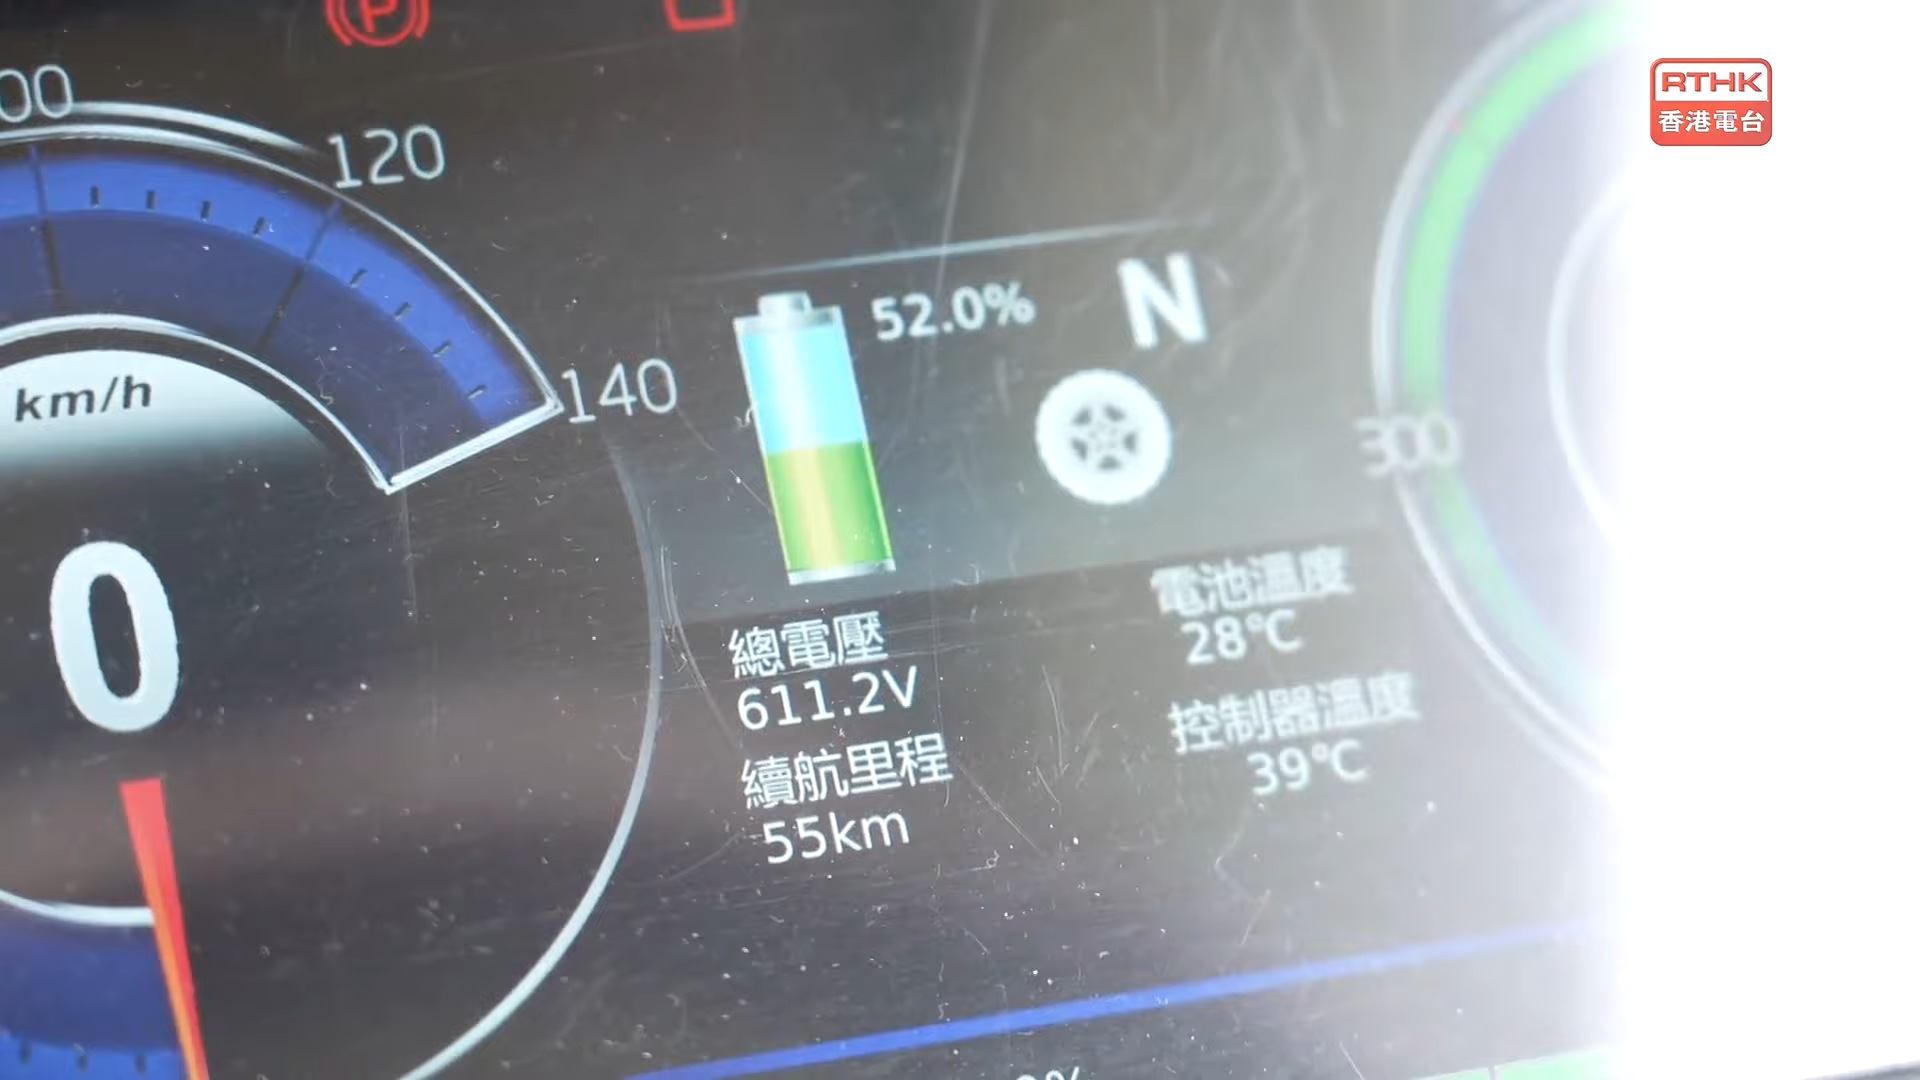 P
RTHK
香港電台
00
120
140
km/h
0
52.0%
N
300
電池溫度
28℃
總電壓
611.2V
控制器溫度
39℃
續航里程
55km
%